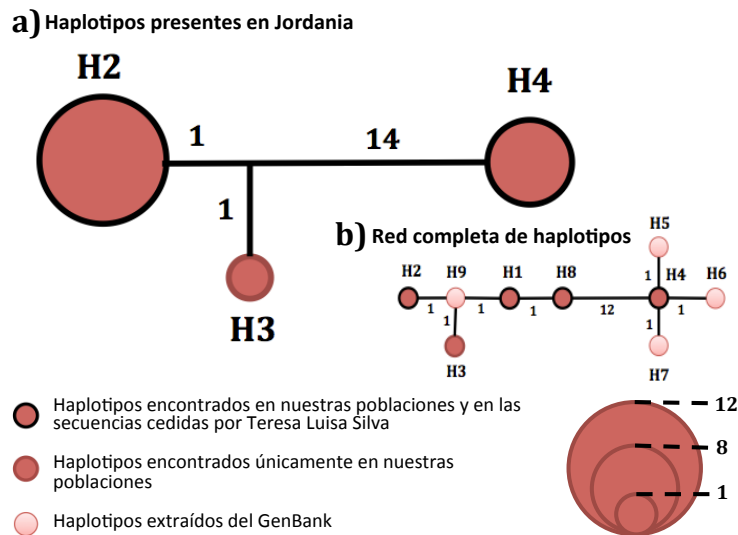 a) Haplotipos presentes en Jordania
H2
H4
1
14
1
H3
b) Red completa de haplotipos
H5
H2
H9
H1
H8
1
H4
H6
1
1
1
12
1
1
1
H3
H7
Haplotipos encontrados en nuestras poblaciones y en las
secuencias cedidas por Teresa Luisa Silva
Haplotipos encontrados únicamente en nuestras
poblaciones
Haplotipos extraídos del GenBank
12
8
1